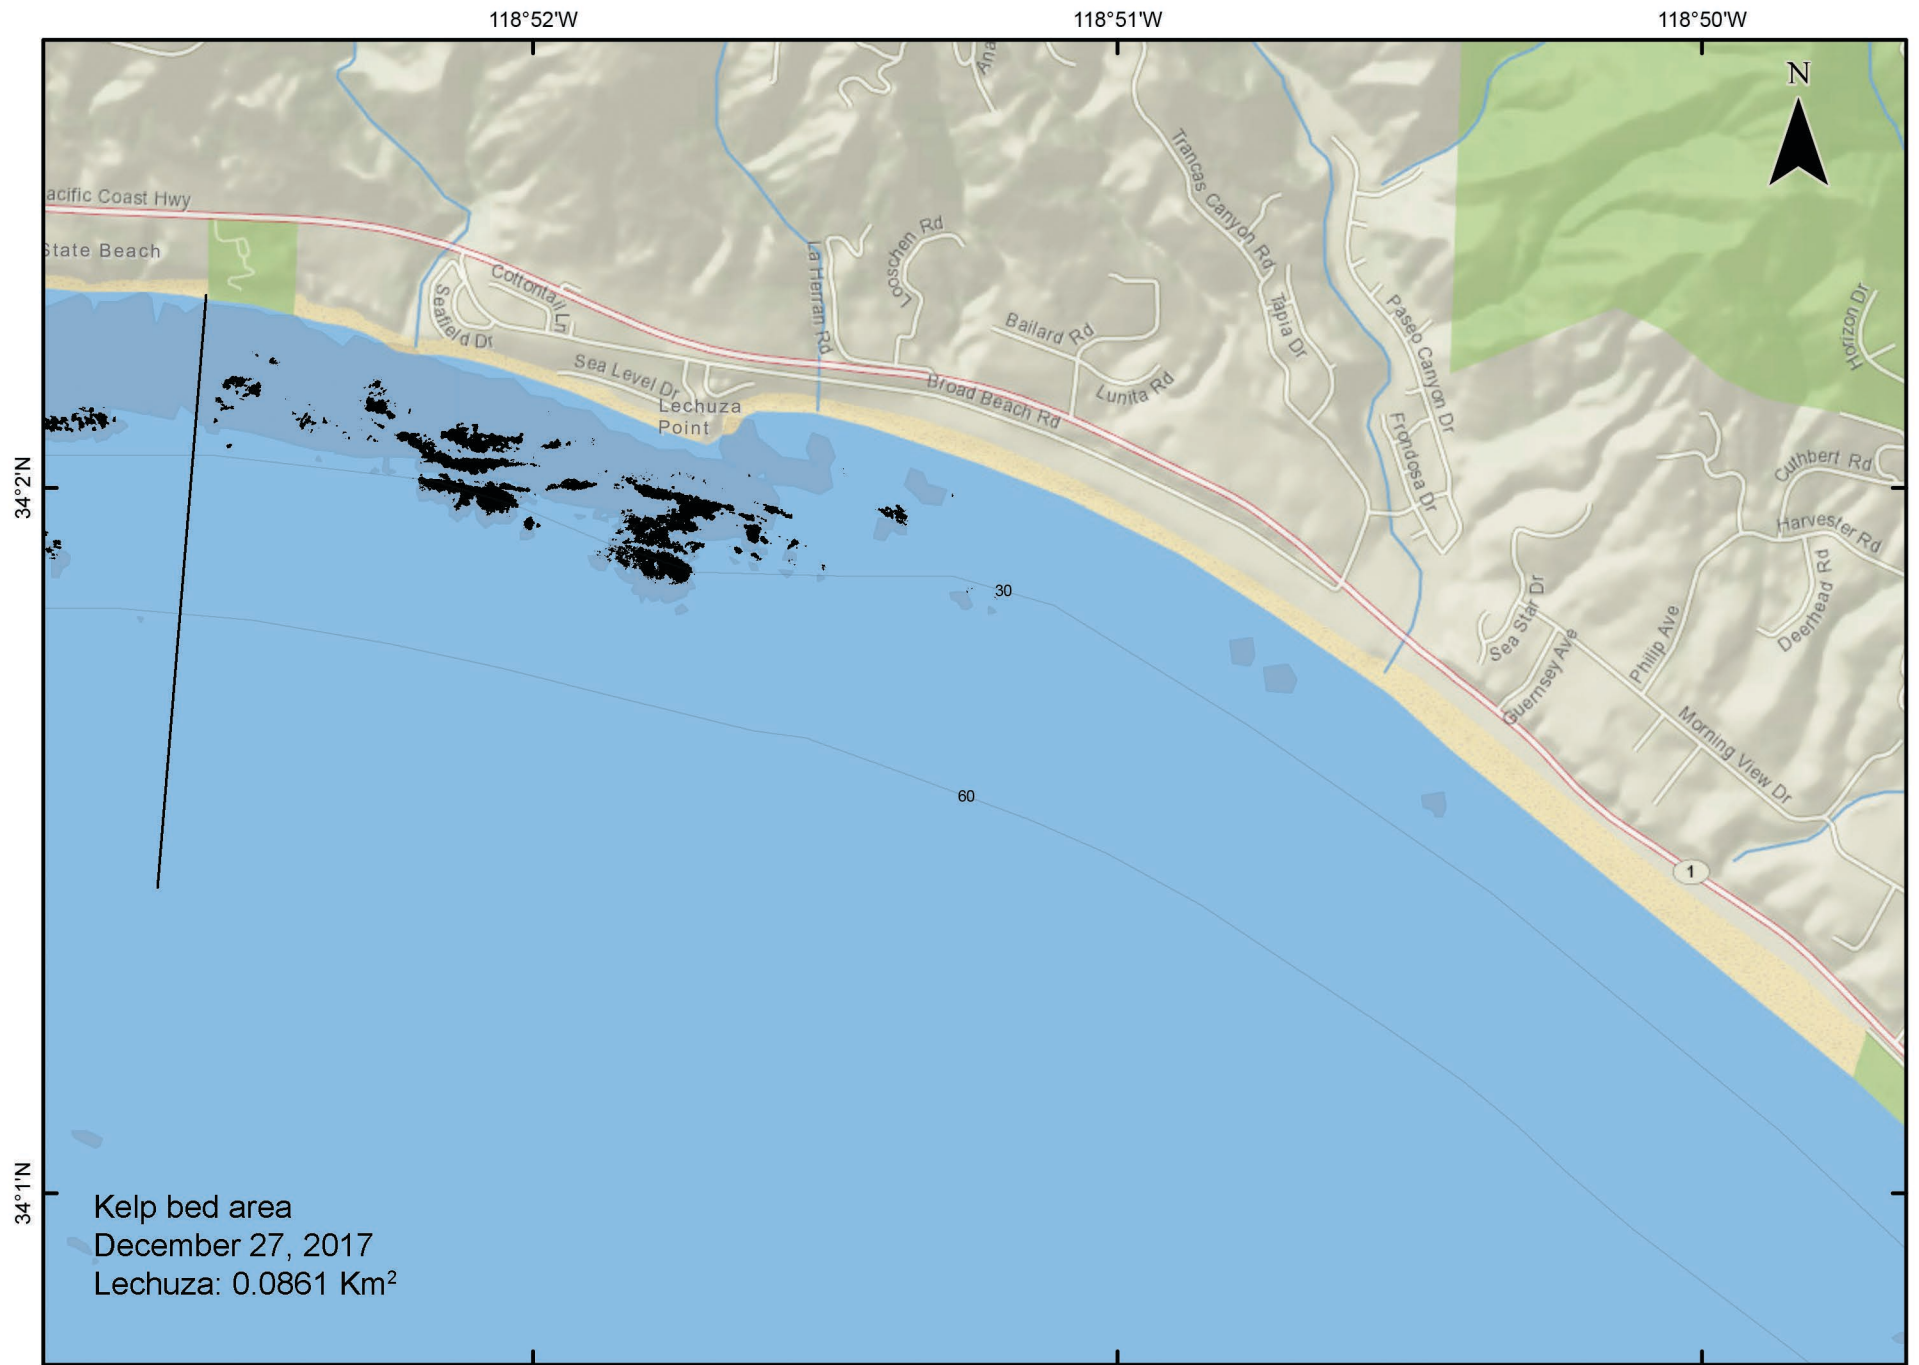 118°52'W
118°51'W
118°50'W
N
Ana
acific Coast Hwy
State Beach
Trancas Canyon Rd
La Herran Rd
Looschen Rd
Cottontail Ln
Seafield Dr
Tapia Dr
Paseo Canyon Dr
Horizon Dr
Bailard Rd
Sea Level Dr
Broad Beach Rd
Lunita Rd
Lechuza
Point
Frondosa Dr
Cuthbert Rd
34°2'N
Harvester Rd
Deerhead Rd
30
Sea Star Dr
Guernsey Ave
Philip Ave
Morning View Dr
60
1
34°1'N
Kelp bed area
December 27, 2017
Lechuza: 0.0861 Km²